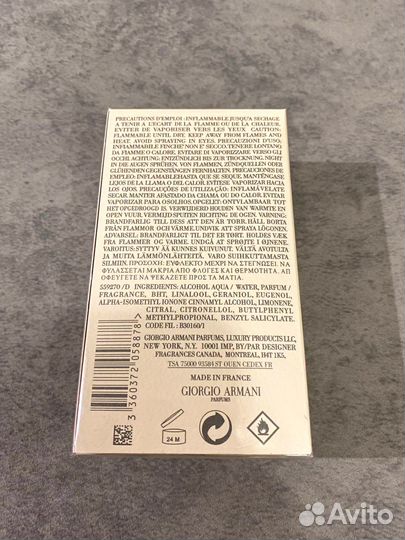 PRECAUTIONS D'EMPLOI : INFLAMMABLE JUSQU'A SECHAGE.
A TENIR A L'ECART DE LA FLAMME OU DE LA CHALEUR.
EVITER DE VAPORISER VERS LES YEUX CAUTION:
FLAMMABLE UNTIL DRY. KEEP AWAY FROM FLAMES AND
HEAT. AVOID SPRAYING IN EYES. PRECAUZIONI D'USO:
INFIAMMABILE FINCHE' NON E' SECCO. TENERE LONTANO
DA FIAMME O CALORE. EVITARE DI VAPORIZZARE VERSO
GLI OCCHI. ACHTUNG: ENTZÜNDLICH BIS ZUR TROCKNUNG. NICHT
IN DIE AUGEN SPRÜHEN, VON FLAMMEN, ZÜNDQUELLEN ODER
GLÜHENDEN GEGENSTÄNGEN FERNHALTEN. PRECAUCIONES DE
EMPLEO: INFLAMABLE HASTA QUE SE SEQUE. MANTÉNGASE
LEJOS DE LA LLAMA O DEL CALOR. EVITAR VAPORIZAR HACIA
LOS OJOS. PRECAUÇÕES DE UTILIZAÇÃO: INFLAMÁVEL ATE
SECAR. MANTER AFASTADO DA CHAMA OU DO CALOR. EVITAR
VAPORIZAR PARA OS OLHOS. OPGELET: ONTVLAMBAAR TOT
HET OPGEDROOGD IS. VERWIJDERD HOUDEN VAN WARMTE EN
OPEN VUUR, VERMIJD SPUITEN RICHTING DE OGEN. VARNING:
BRANDFARLIG TILL DESS ATT DEN ÄR TORR. HÅLL BORTA
FRÅN FLAMMOR OCH VÄRME. UNDVIK ATT SPRAYA I ÖGONEN.
ADVARSEL: BRANDFARLIGT TIL DET ER TØRT. HOLDES VÆK
FRA FLAMMER OG VARME. UNDGÅ AT SPRØJTE I ØJNENE.
VAROITUS: SYTTYY ÄÄ KUNNES KUIVUNUT. VÄLTÄ AVOTULTA
JA MUITA LÄMMÖNLÄHTEITÄ. VARO SUIHKUTTAMASTA
SILMIIN. ΠΡΟΣΟΧΗ: ΕΥΦΛΕΚΤΟ ΜΕΧΡΙ ΝΑ ΣΤΕΓΝΩΣΕΙ. ΝΑ
ΦΥΛΑΣΣΕΤΑΙ ΜΑΚΡΙΑ ΑΠΟ ΦΛΟΓΕΣ ΚΑΙ ΘΕΡΜΟΤΗΤΑ. ΑΠ
559270 /D INGREDIENTS: ALCOHOL AQUA / WATER, PARFUM /
FRAGRANCE, BHT, LINALOOL, GERANIOL, EUGENOL,
ALPHA-ISOMETHYL IONONE CINNAMYL ALCOHOL, LIMONENE,
CITRAL, CITRONELLOL, BUTYLPHENYL
METHYLPROPIONAL, BENZYL SALICYLATE.
CODE FIL : B30160/1
GIORGIO ARMANI PARFUMS, LUXURY PRODUCTS LLC,
NEW YORK, N.Y. 10001 IMP. BY/PAR DESIGNER
FRAGRANCES CANADA, MONTREAL, H4T 1K5,
TSA 75000 93584 ST OUEN CEDEX FR
MADE IN FRANCE
GIORGIO ARMANI
PARFUMS
3 360372 058878 >
24 M
Avito